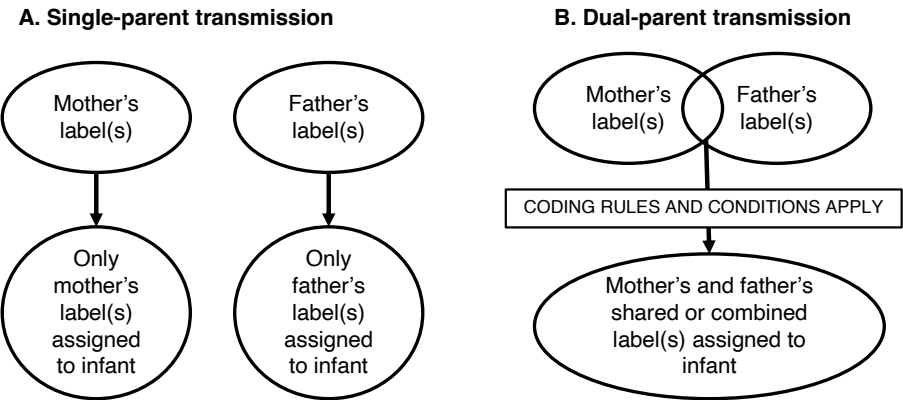 A. Single-parent transmission
Mother’s
label(s)
Father’s
label(s)
Only
mother’s
label(s)
assigned
to infant
Only
father’s
label(s)
assigned
to infant
B. Dual-parent transmission
Mother’s
label(s)
Father’s
label(s)
CODING RULES AND CONDITIONS APPLY
Mother’s and father’s
shared or combined
label(s) assigned to
infant